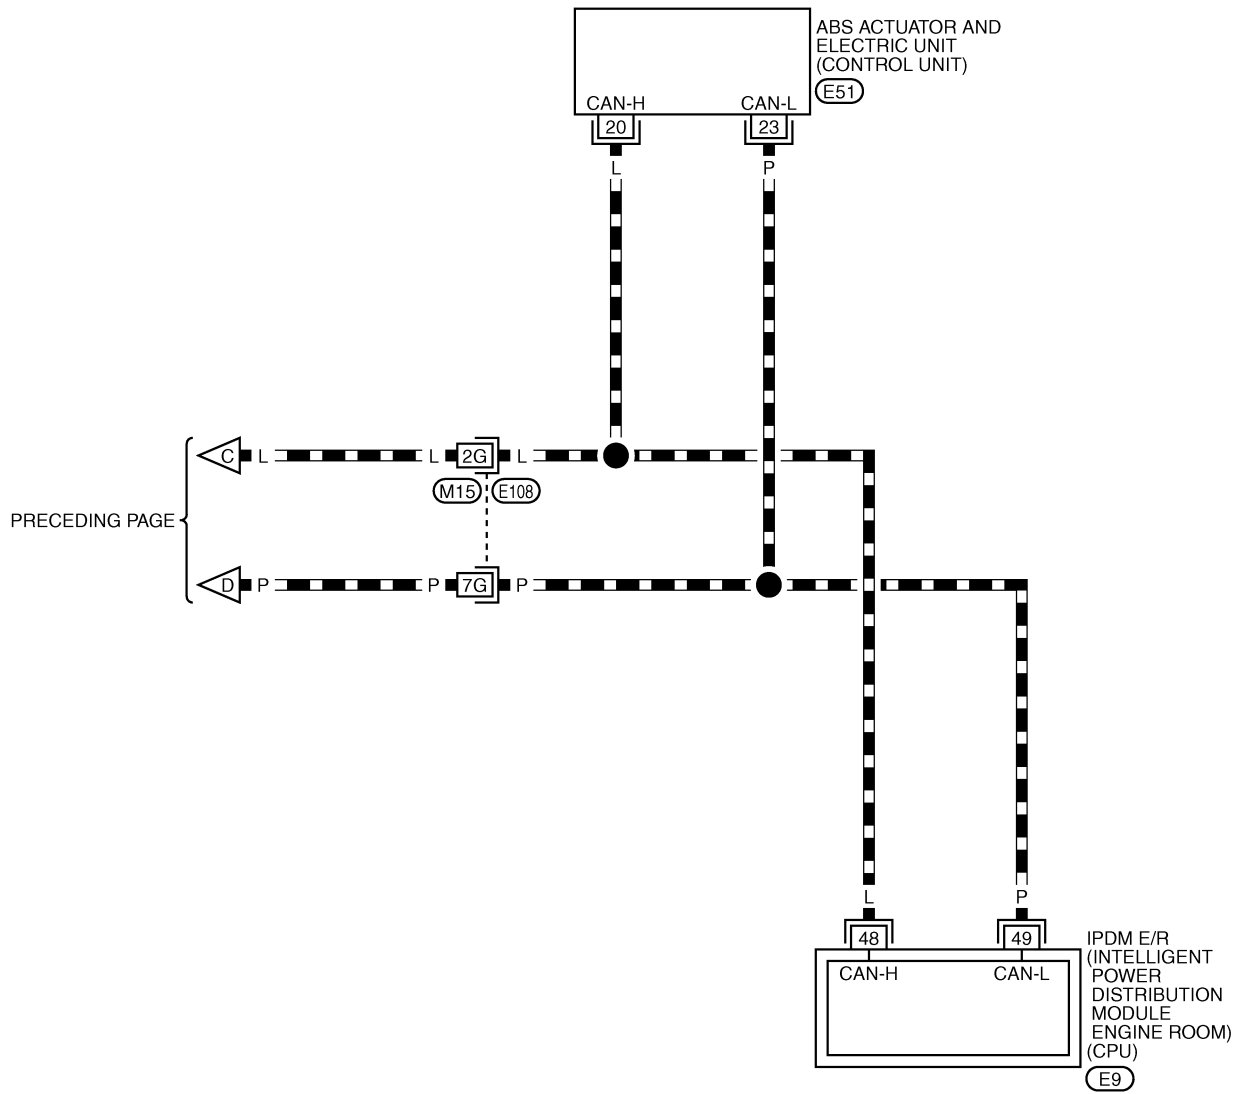 ABS ACTUATOR AND
ELECTRIC UNIT
(CONTROL UNIT)
E51
CAN-H CAN-L
20 23
L P
C L L 2G L
M15 E108
PRECEDING PAGE
D P P 7G P
L P
48 49
CAN-H CAN-L
IPDM E/R
(INTELLIGENT
POWER
DISTRIBUTION
MODULE
ENGINE ROOM)
(CPU)
E9